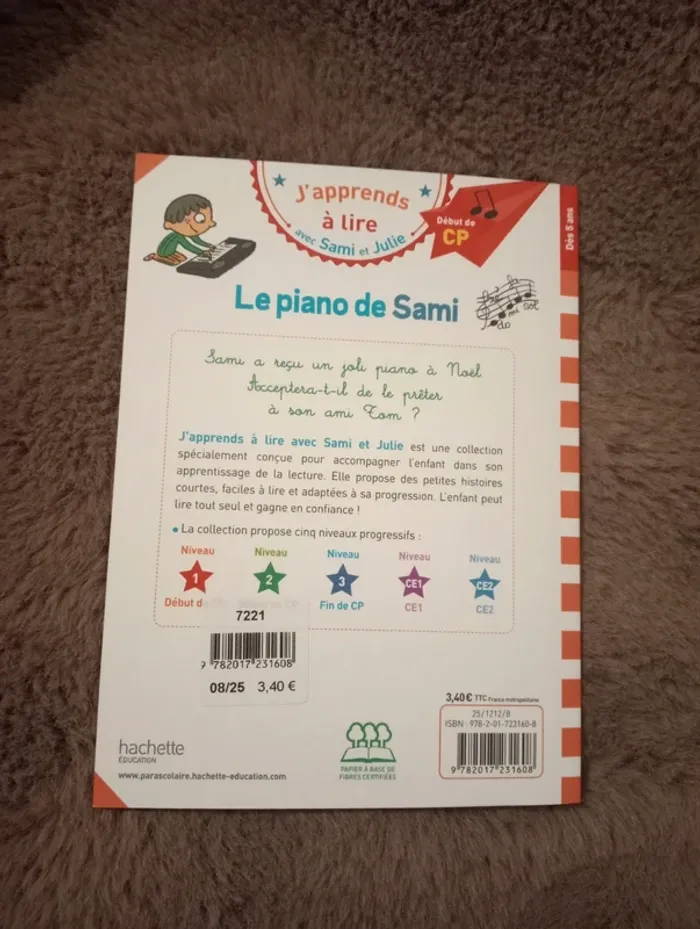 J'apprends
à lire
avec Sami et Julie
Début de
CP
Dès 5 ans
Le piano de Sami
do mi sol
Sami a reçu un joli piano à Noël.
Acceptera-t-il de le prêter
à son ami Tom ?
J'apprends à lire avec Sami et Julie est une collection
spécialement conçue pour accompagner l'enfant dans son
apprentissage de la lecture. Elle propose des petites histoires
courtes, faciles à lire et adaptées à sa progression. L'enfant peut
lire tout seul et gagne en confiance !
• La collection propose cinq niveaux progressifs :
Niveau Niveau Niveau Niveau Niveau
1 2 3 CE1 CE2
Début d Fin de CP CE1 CE2
7221
9 782017 231608
08/25 3,40 €
3,40 € TTC France métropolitaine
25/1212/8
ISBN : 978-2-01-723160-8
9 782017 231608
hachette
ÉDUCATION
www.parascolaire.hachette-education.com
PAPIER À BASE DE
FIBRES CERTIFIÉES